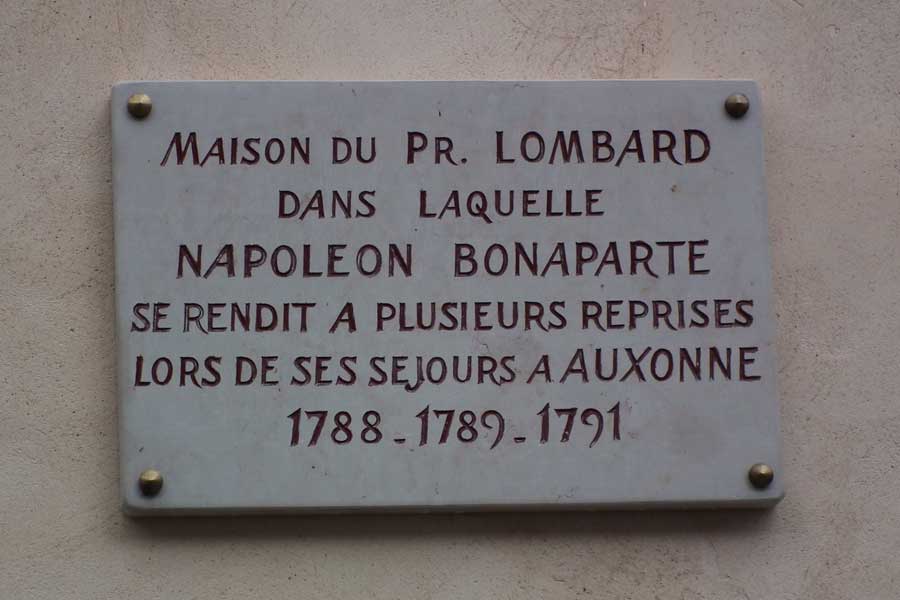 MAISON DU PR. LOMBARD
DANS LAQUELLE
NAPOLEON BONAPARTE
SE RENDIT A PLUSIEURS REPRISES
LORS DE SES SEJOURS A AUXONNE
1788 - 1789 - 1791